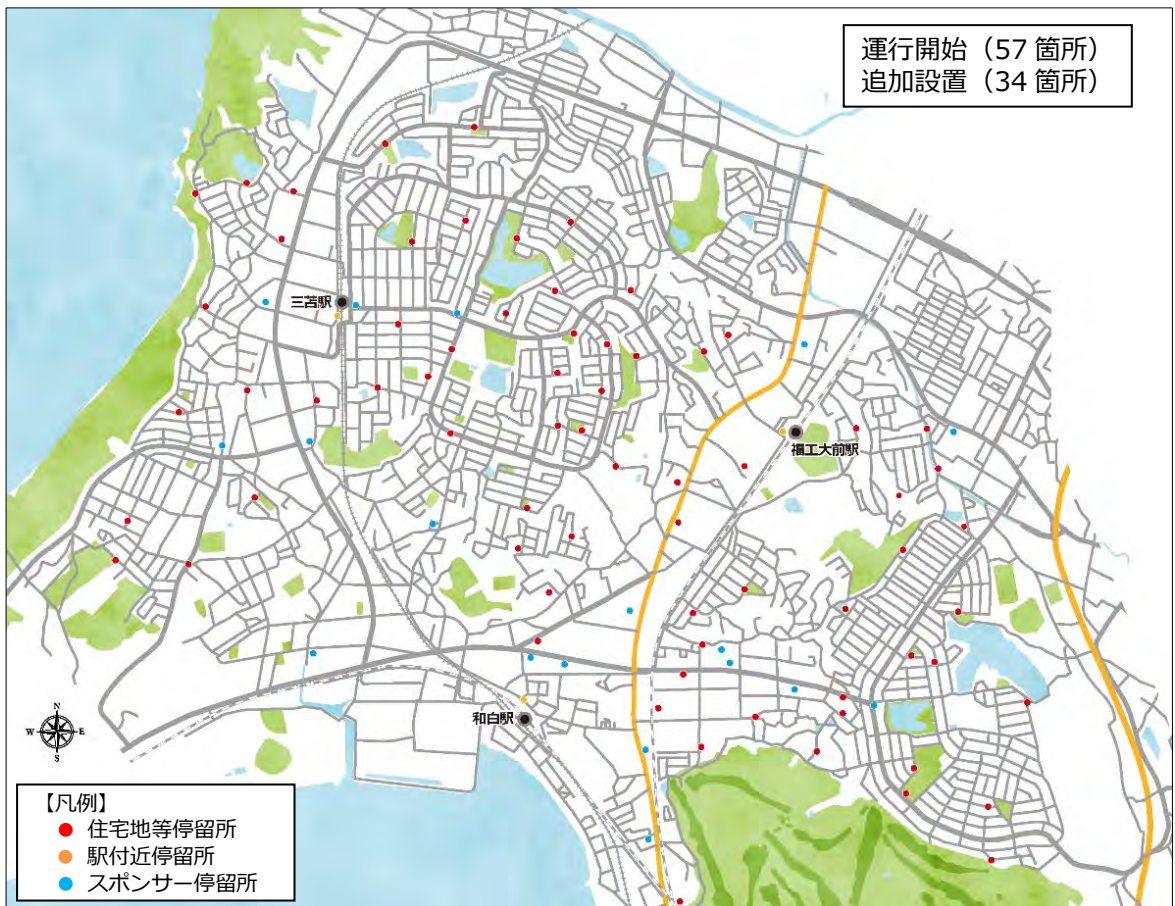 運行開始（57 箇所）
追加設置（34 箇所）
三苫駅
福工大前駅
N
W E
S
和白駅
【凡例】
住宅地等停留所
駅付近停留所
スポンサー停留所